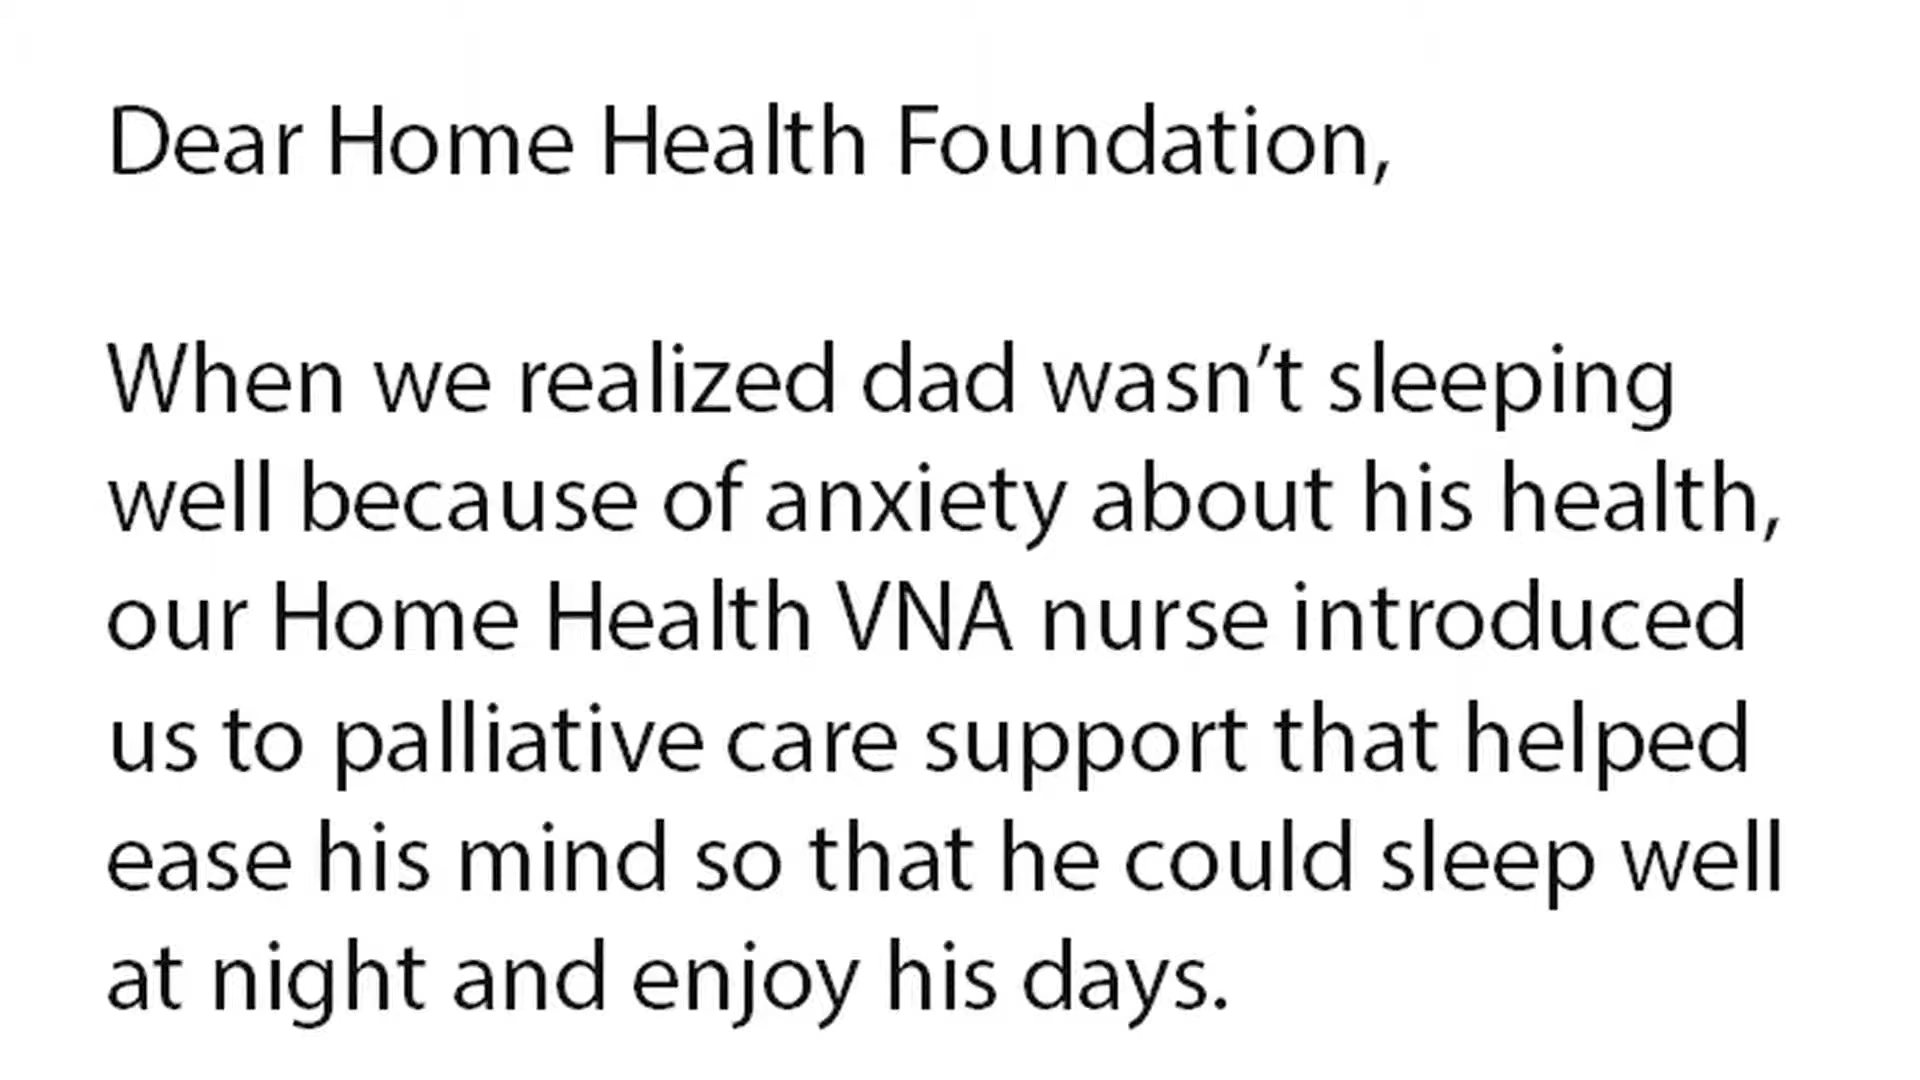 Dear Home Health Foundation,
When we realized dad wasn’t sleeping
well because of anxiety about his health,
our Home Health VNA nurse introduced
us to palliative care support that helped
ease his mind so that he could sleep well
at night and enjoy his days.